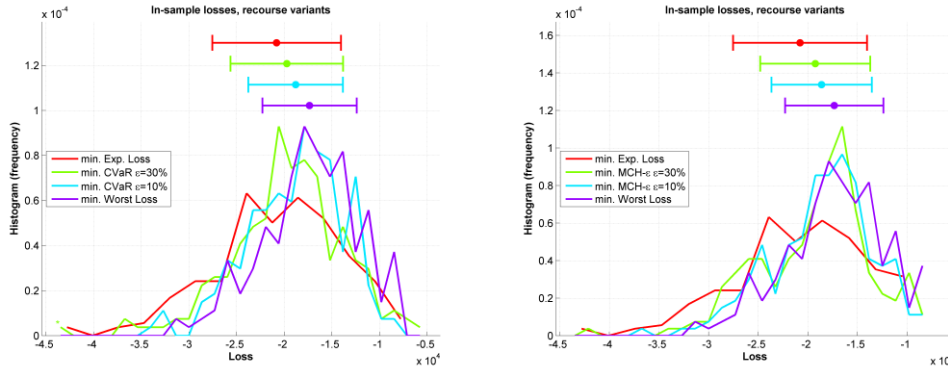 In-sample losses, recourse variants
x 10⁻⁴
Histogram (frequency)
1.2
1
0.8
0.6
0.4
0.2
0
min. Exp. Loss
min. CVaR ε=30%
min. CVaR ε=10%
min. Worst Loss
-4.5 -4 -3.5 -3 -2.5 -2 -1.5 -1 -0.5
Loss
x 10⁴
In-sample losses, recourse variants
x 10⁻⁴
Histogram (frequency)
1.6
1.4
1.2
1
0.8
0.6
0.4
0.2
0
min. Exp. Loss
min. MCH-ε ε=30%
min. MCH-ε ε=10%
min. Worst Loss
-4.5 -4 -3.5 -3 -2.5 -2 -1.5 -1
Loss
x 10